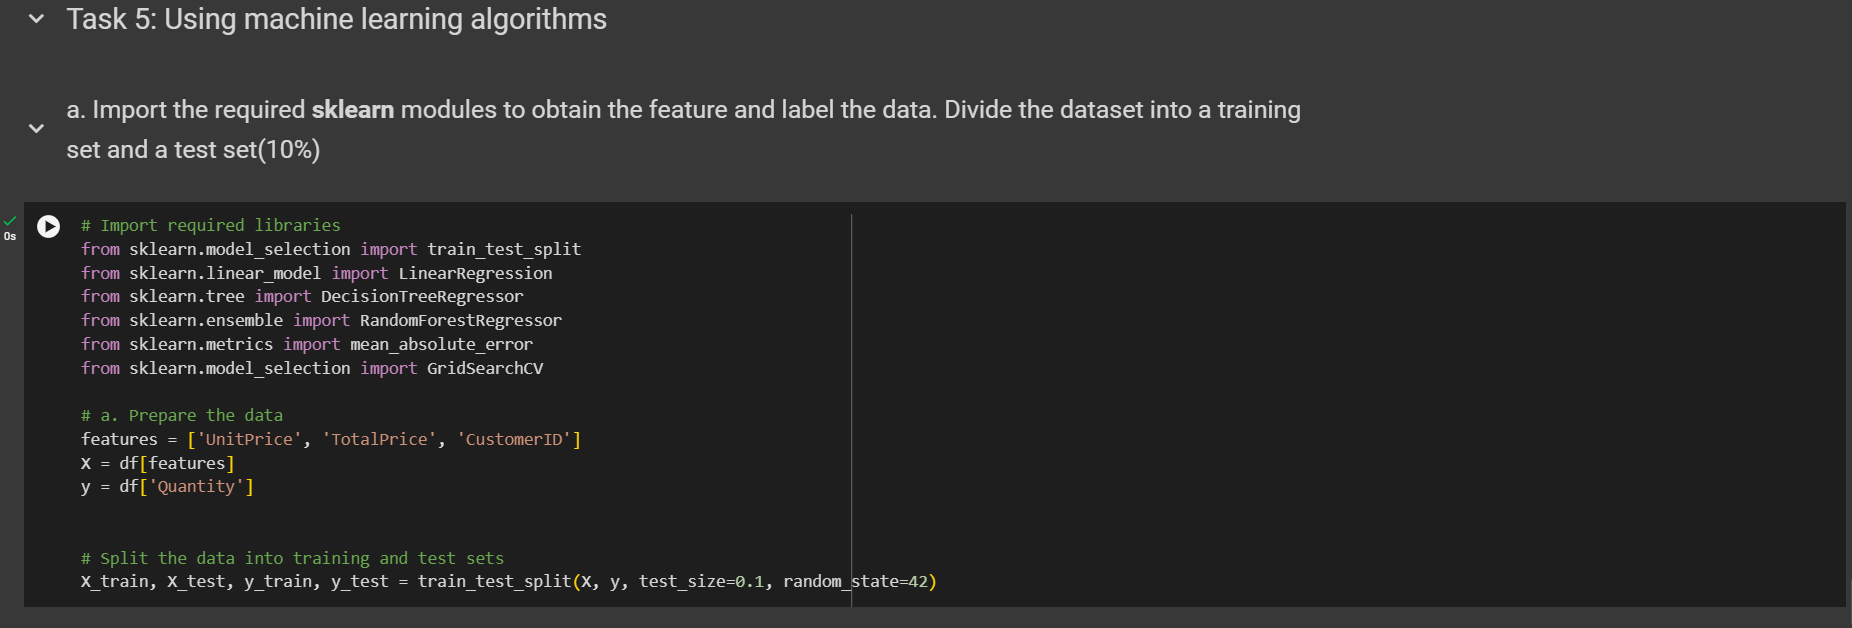 Task 5: Using machine learning algorithms
a. Import the required sklearn modules to obtain the feature and label the data. Divide the dataset into a training
set and a test set(10%)
0s
# Import required libraries
from sklearn.model_selection import train_test_split
from sklearn.linear_model import LinearRegression
from sklearn.tree import DecisionTreeRegressor
from sklearn.ensemble import RandomForestRegressor
from sklearn.metrics import mean_absolute_error
from sklearn.model_selection import GridSearchCV
# a. Prepare the data
features = ['UnitPrice', 'TotalPrice', 'CustomerID']
X = df[features]
y = df['Quantity']
# Split the data into training and test sets
X_train, X_test, y_train, y_test = train_test_split(X, y, test_size=0.1, random_state=42)